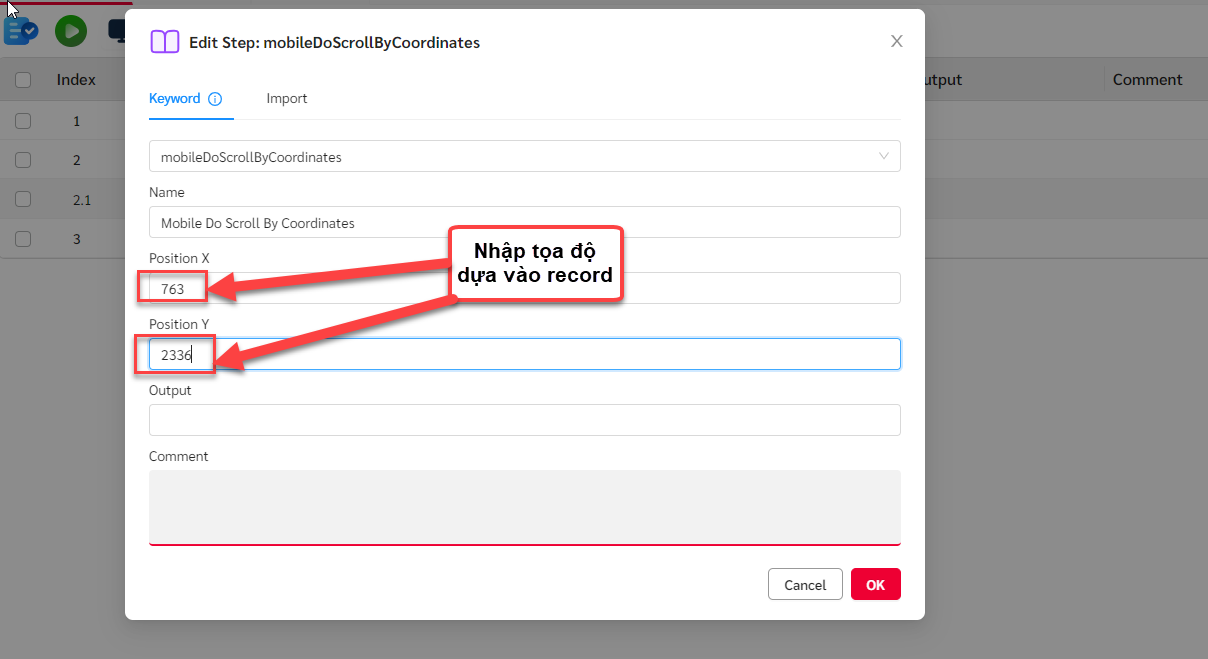 Edit Step: mobileDoScrollByCoordinates
Index
utput
Comment
Keyword
Import
1
2
2.1
3
mobileDoScrollByCoordinates
Name
Mobile Do Scroll By Coordinates
Position X
763
Nhập tọa độ
dựa vào record
Position Y
2336
Output
Comment
Cancel
OK